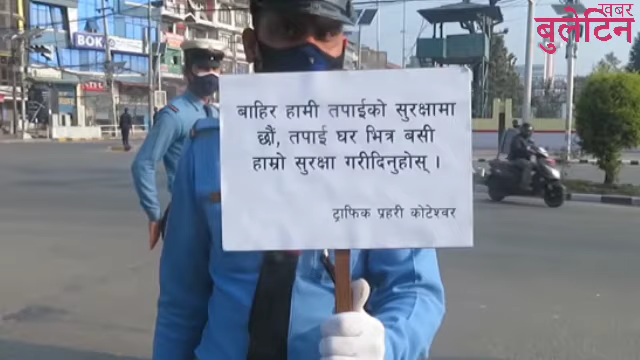 खबर
बुलेटिन
BOK
बाहिर हामी तपाईको सुरक्षामा
छौं, तपाई घर भित्र बसी
हाम्रो सुरक्षा गरीदिनुहोस् ।
ट्राफिक प्रहरी कोटेश्वर